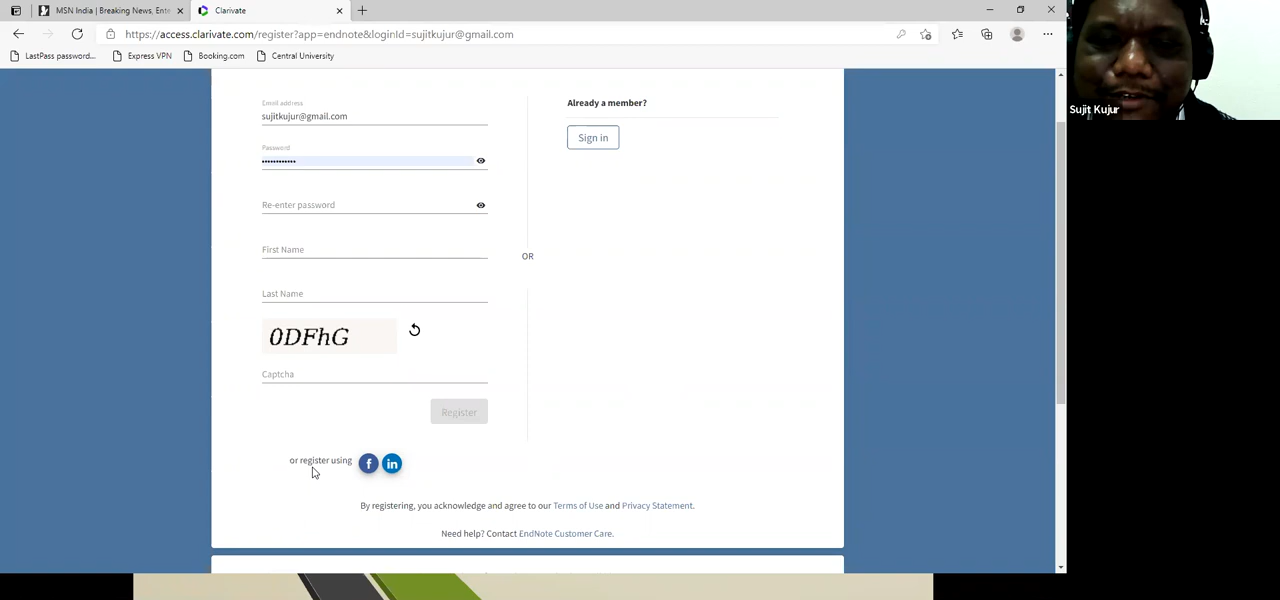 MSN India | Breaking News, Ente
Clarivate
https://access.clarivate.com/register?app=endnote&loginId=sujitkujur@gmail.com
LastPass password...
Express VPN
Booking.com
Central University
Sujit Kujur
Email address
sujitkujur@gmail.com
Password
••••••••••••
Re-enter password
First Name
Last Name
0DFhG
Captcha
Register
or register using
f
in
Already a member?
Sign in
OR
By registering, you acknowledge and agree to our Terms of Use and Privacy Statement.
Need help? Contact EndNote Customer Care.